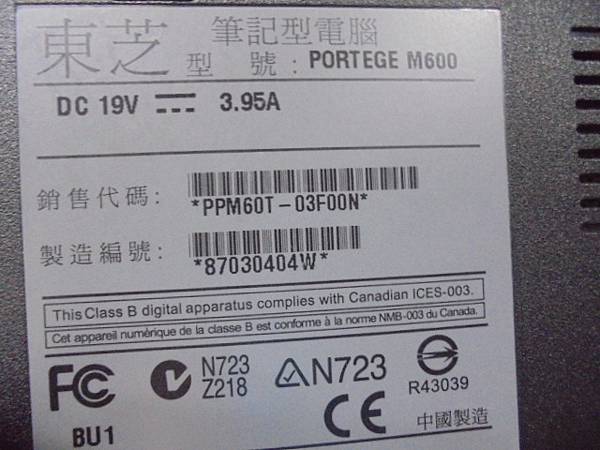 東芝 筆記型電腦
型 號: PORTEGE M600
DC 19V 3.95A
銷售代碼: *PPM60T-03F00N*
製造編號: *87030404W*
This Class B digital apparatus complies with Canadian ICES-003.
Cet appareil numérique de la classe B est conforme à la norme NMB-003 du Canada.
FC N723 N723
Z218 R43039
CE 中國製造
BU1